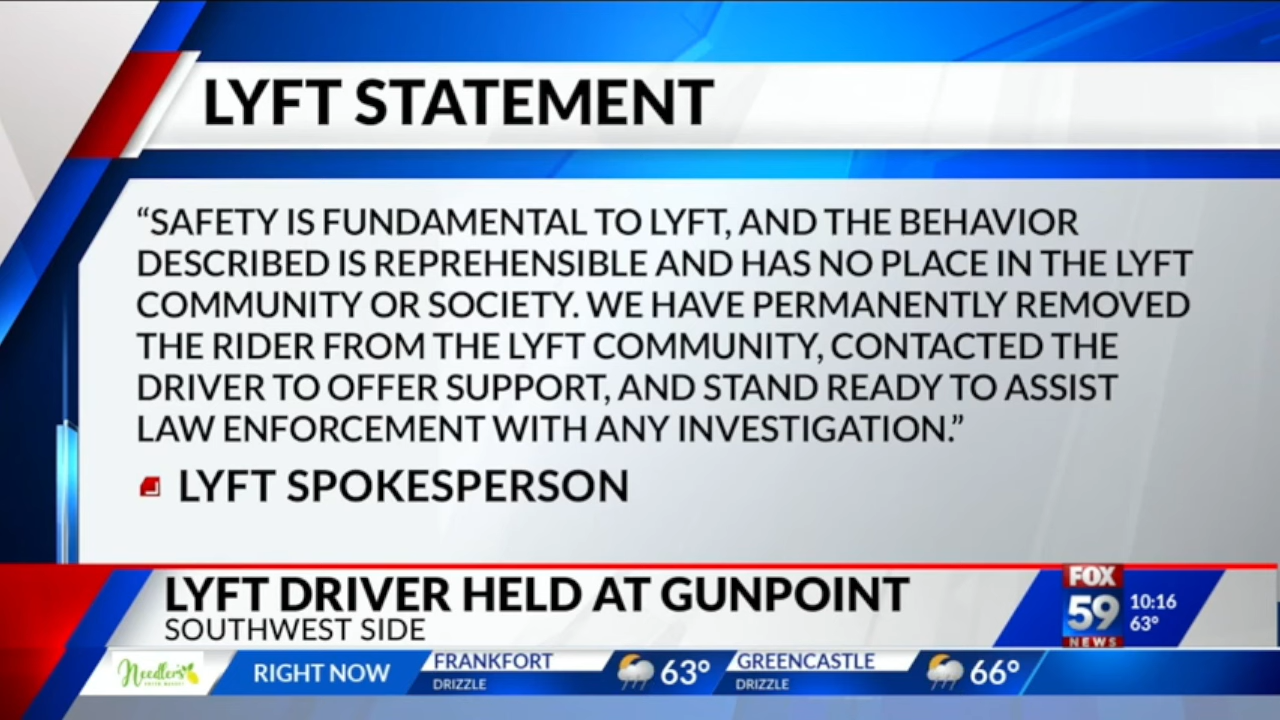 LYFT STATEMENT
“SAFETY IS FUNDAMENTAL TO LYFT, AND THE BEHAVIOR
DESCRIBED IS REPREHENSIBLE AND HAS NO PLACE IN THE LYFT
COMMUNITY OR SOCIETY. WE HAVE PERMANENTLY REMOVED
THE RIDER FROM THE LYFT COMMUNITY, CONTACTED THE
DRIVER TO OFFER SUPPORT, AND STAND READY TO ASSIST
LAW ENFORCEMENT WITH ANY INVESTIGATION.”
LYFT SPOKESPERSON
LYFT DRIVER HELD AT GUNPOINT
SOUTHWEST SIDE
FOX
59
NEWS
10:16
63°
Needler's
RIGHT NOW
FRANKFORT
DRIZZLE
63°
GREENCASTLE
DRIZZLE
66°